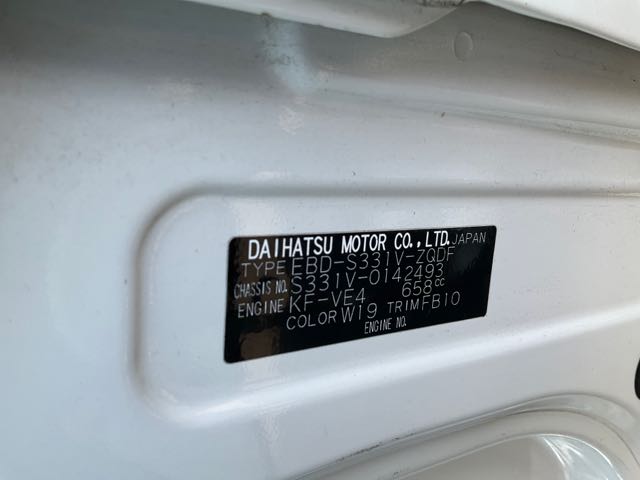 DAIHATSU MOTOR CO.,LTD. JAPAN
TYPE EBD-S331V-ZQDF
CHASSIS NO. S331V-0142493
ENGINE KF-VE4 658cc
COLOR W19 TRIM FB10
ENGINE NO.